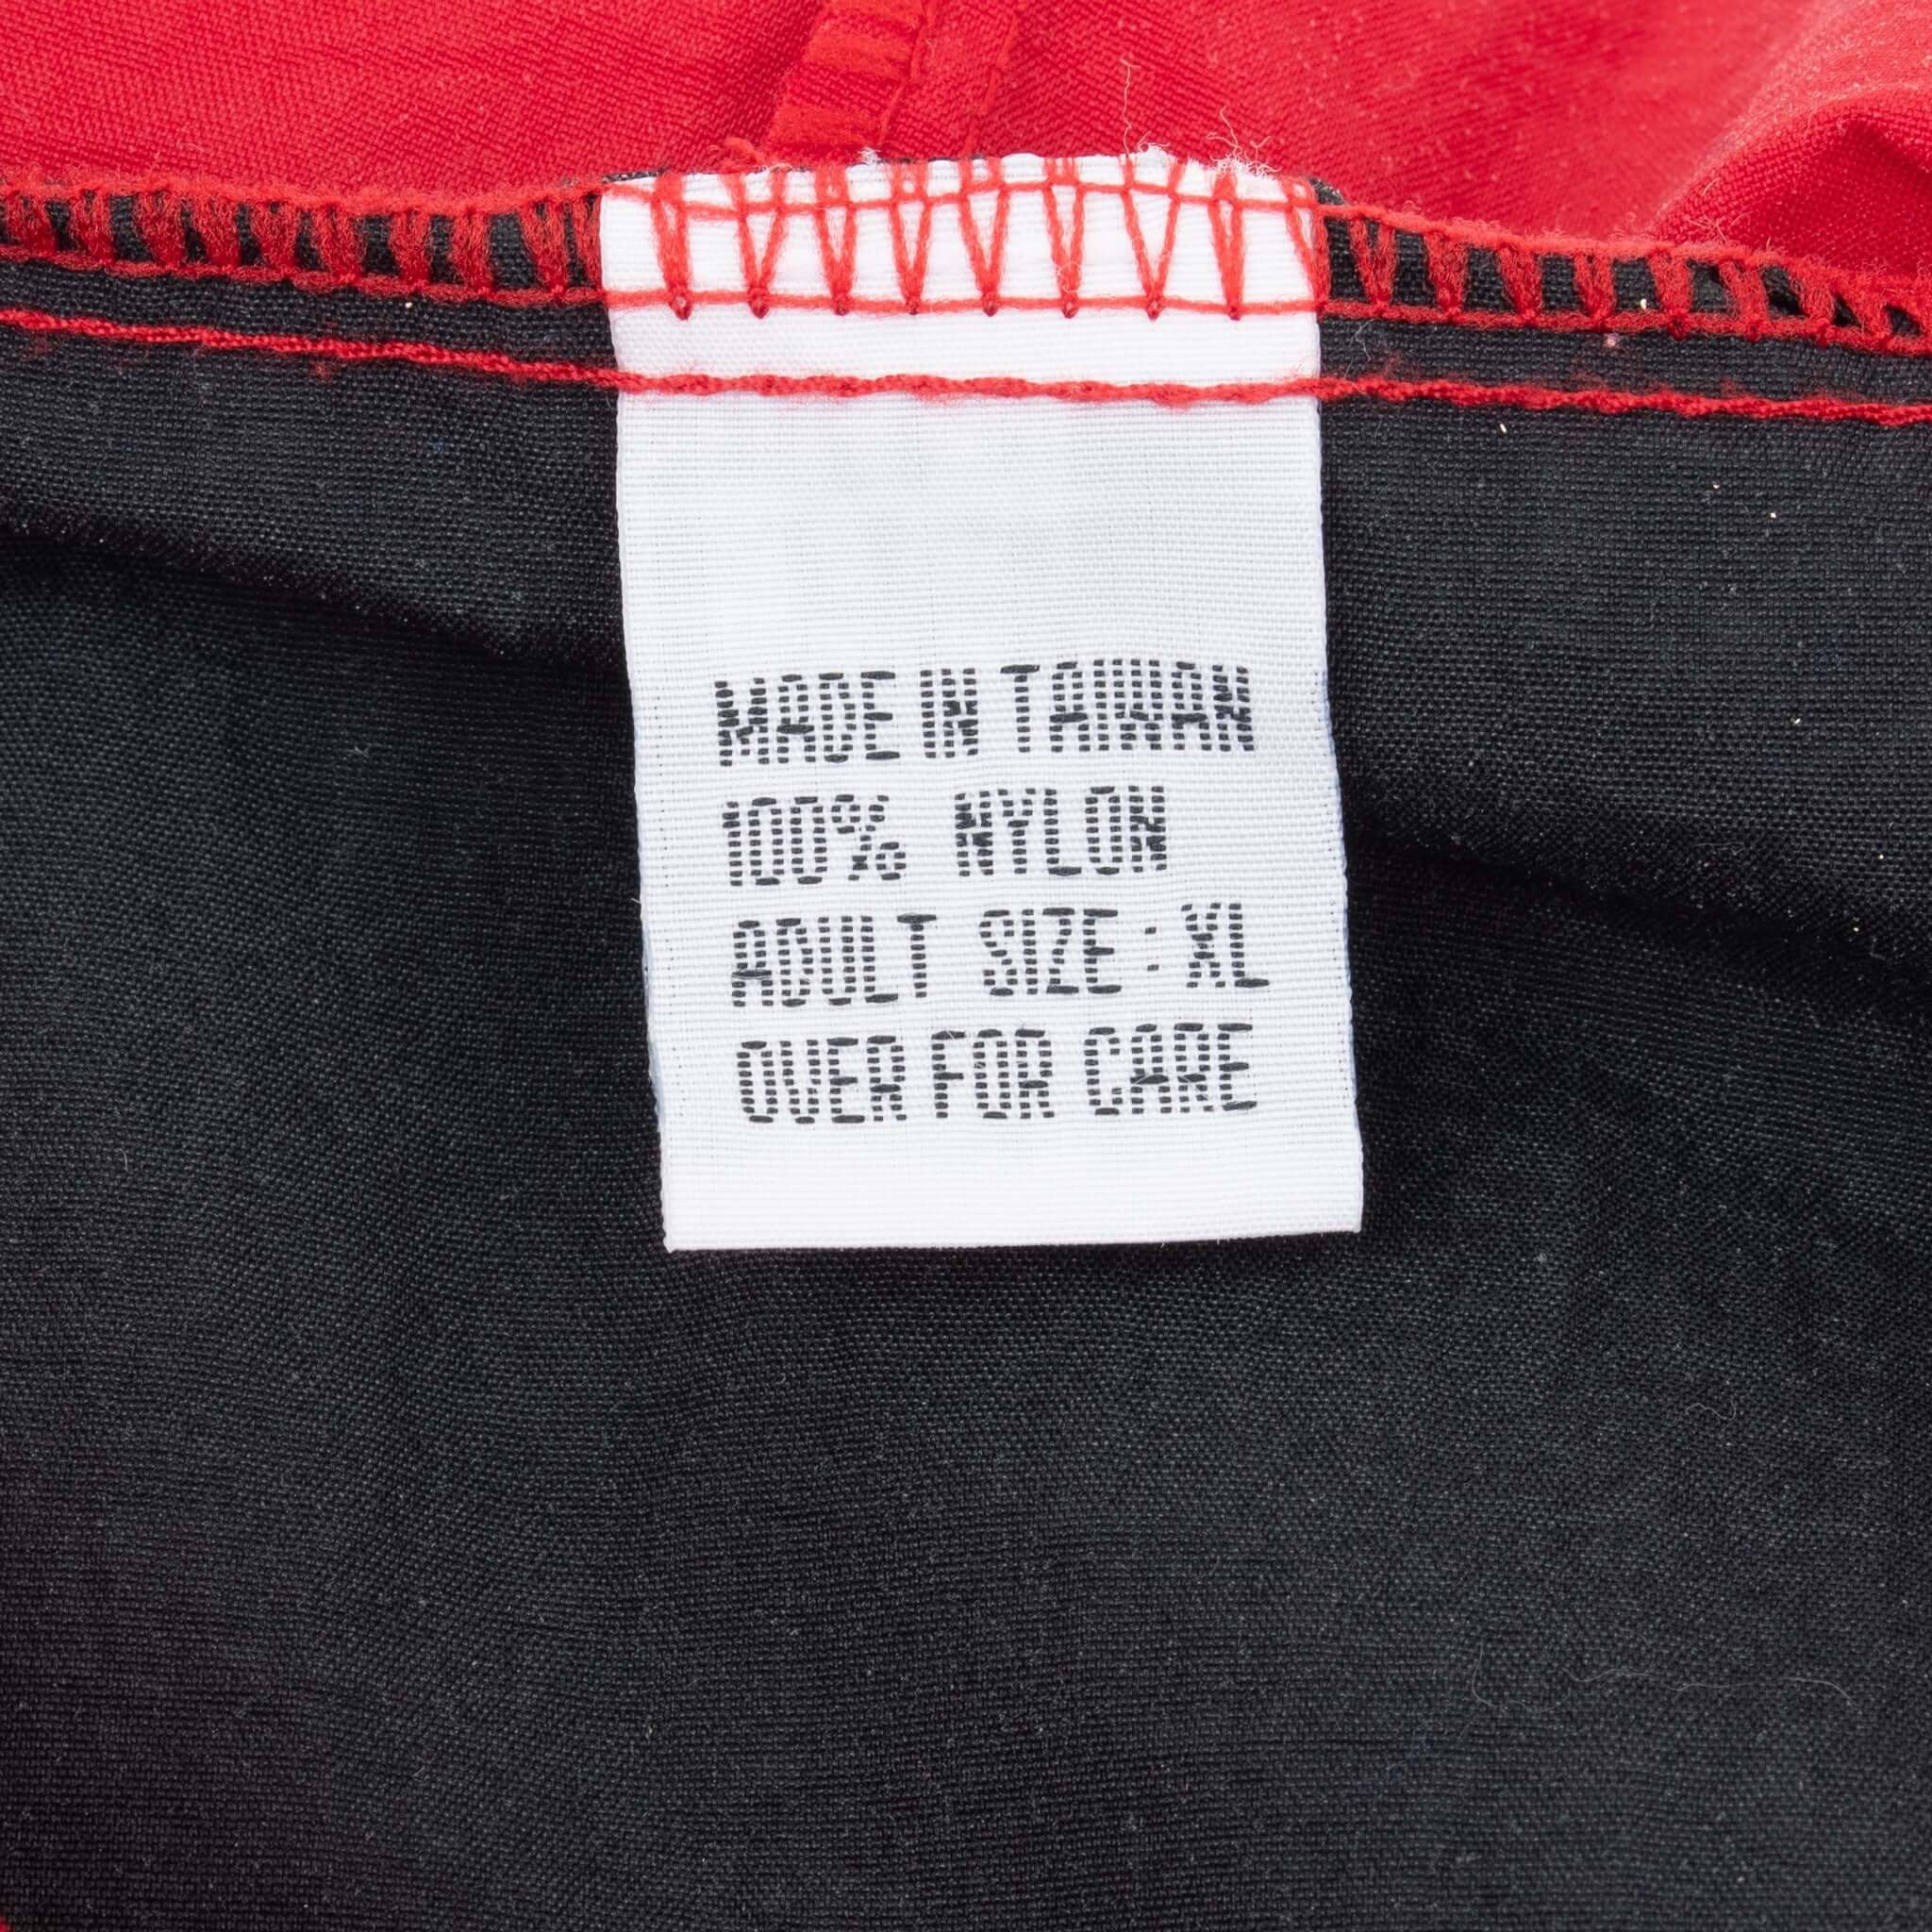 MADE IN TAIWAN
100% NYLON
ADULT SIZE : XL
OVER FOR CARE